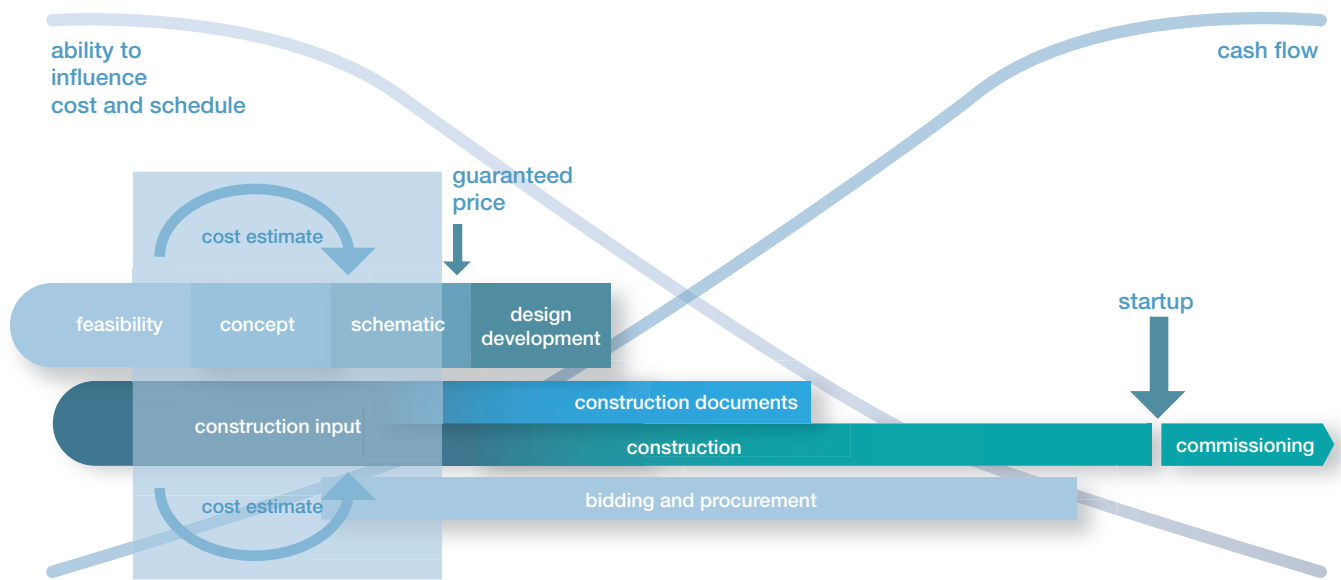 ability to
influence
cost and schedule
cash flow
guaranteed
price
cost estimate
startup
feasibility
concept
schematic
design
development
construction documents
construction input
construction
commissioning
cost estimate
bidding and procurement